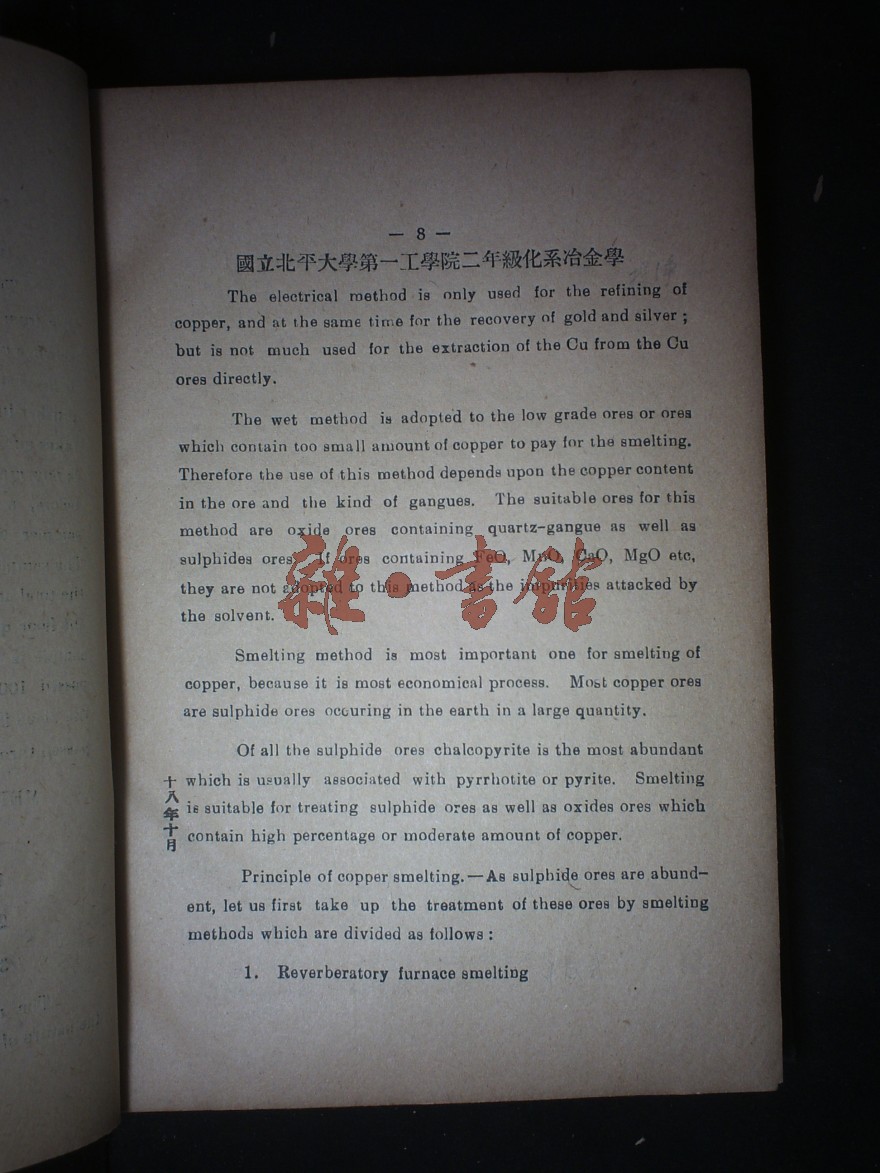 — 8 —
國立北平大學第一工學院二年級化系冶金學
The electrical method is only used for the refining of
copper, and at the same time for the recovery of gold and silver ;
but is not much used for the extraction of the Cu from the Cu
ores directly.
The wet method is adopted to the low grade ores or ores
which contain too small amount of copper to pay for the smelting.
Therefore the use of this method depends upon the copper content
in the ore and the kind of gangues. The suitable ores for this
method are oxide ores containing quartz-gangue as well as
sulphides ores. If ores containing FeO, MnO, CaO, MgO etc,
they are not adopted to this method as the impurities attacked by
the solvent.
雜·書館
Smelting method is most important one for smelting of
copper, because it is most economical process. Most copper ores
are sulphide ores occuring in the earth in a large quantity.
Of all the sulphide ores chalcopyrite is the most abundant
which is usually associated with pyrrhotite or pyrite. Smelting
is suitable for treating sulphide ores as well as oxides ores which
contain high percentage or moderate amount of copper.
十八年十月
Principle of copper smelting.—As sulphide ores are abund-
ent, let us first take up the treatment of these ores by smelting
methods which are divided as follows :
1. Reverberatory furnace smelting